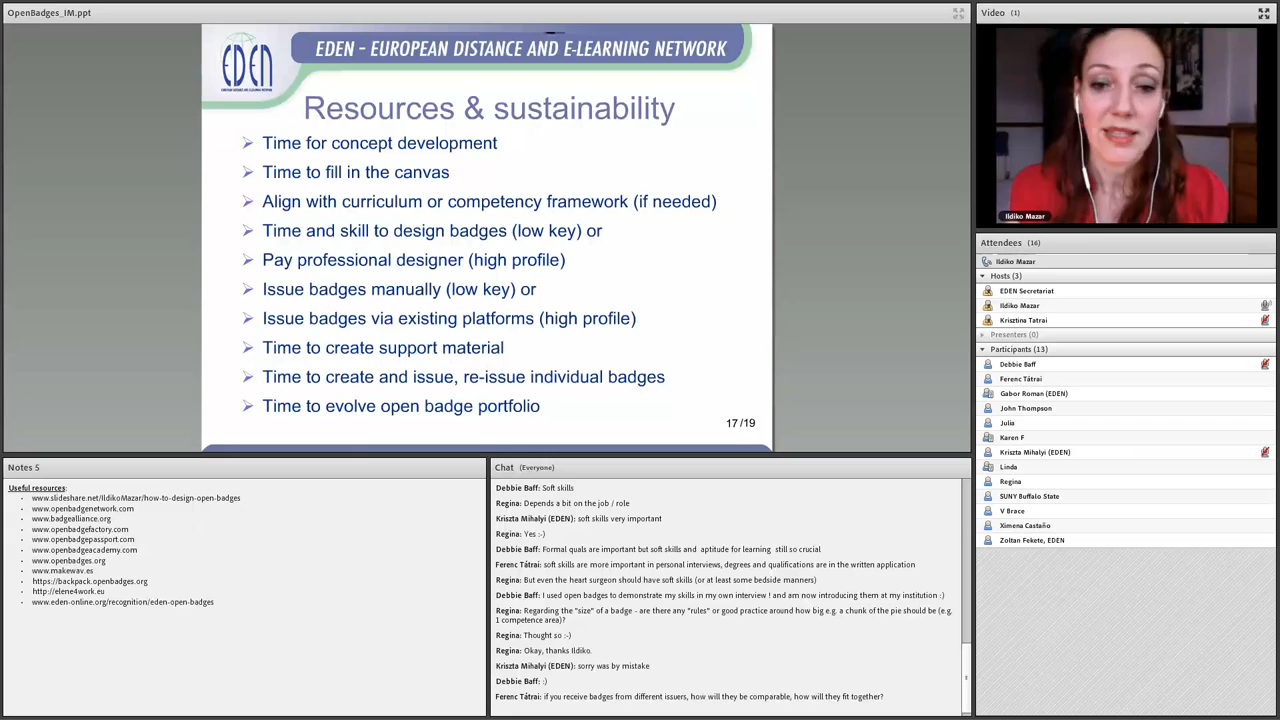 OpenBadges_IM.ppt
EDEN
EDEN - EUROPEAN DISTANCE AND E-LEARNING NETWORK
Resources & sustainability
Time for concept development
Time to fill in the canvas
Align with curriculum or competency framework (if needed)
Time and skill to design badges (low key) or
Pay professional designer (high profile)
Issue badges manually (low key) or
Issue badges via existing platforms (high profile)
Time to create support material
Time to create and issue, re-issue individual badges
Time to evolve open badge portfolio
17/19
Video (1)
Ildiko Mazar
Attendees (16)
Ildiko Mazar
Hosts (3)
EDEN Secretariat
Ildiko Mazar
Krisztina Tatrai
Presenters (0)
Participants (13)
Debbie Baff
Ferenc Tátrai
Gabor Roman (EDEN)
John Thompson
Julia
Karen F
Kriszta Mihalyi (EDEN)
Linda
Regina
SUNY Buffalo State
V Brace
Ximena Castaño
Zoltan Fekete, EDEN
Notes 5
Useful resources:
www.slideshare.net/IldikoMazar/how-to-design-open-badges
www.openbadgenetwork.com
www.badgealliance.org
www.openbadgefactory.com
www.openbadgepassport.com
www.openbadgeacademy.com
www.openbadges.org
www.makewav.es
https://backpack.openbadges.org
http://elene4work.eu
www.eden-online.org/recognition/eden-open-badges
Chat (Everyone)
Debbie Baff: Soft skills
Regina: Depends a bit on the job / role
Kriszta Mihalyi (EDEN): soft skills very important
Regina: Yes :-)
Debbie Baff: Formal quals are important but soft skills and aptitude for learning still so crucial
Ferenc Tátrai: soft skills are more important in personal interviews, degrees and qualifications are in the written application
Regina: But even the heart surgeon should have soft skills (or at least some bedside manners)
Debbie Baff: I used open badges to demonstrate my skills in my own interview ! and am now introducing them at my institution :)
Regina: Regarding the "size" of a badge - are there any "rules" or good practice around how big e.g. a chunk of the pie should be (e.g.
1 competence area)?
Regina: Thought so :-)
Regina: Okay, thanks Ildiko.
Kriszta Mihalyi (EDEN): sorry was by mistake
Debbie Baff: :)
Ferenc Tátrai: if you receive badges from different issuers, how will they be comparable, how will they fit together?